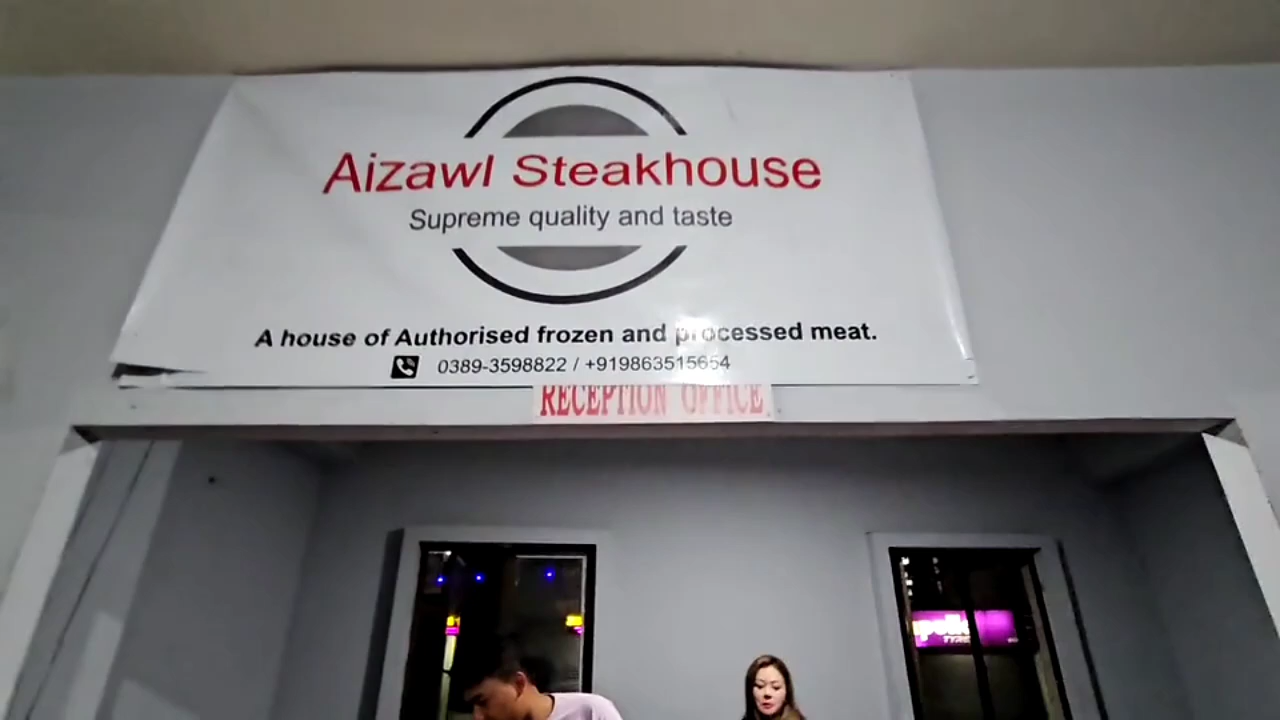 Aizawl Steakhouse
Supreme quality and taste
A house of Authorised frozen and processed meat.
0389-3598822 / +919863515654
RECEPTION OFFICE